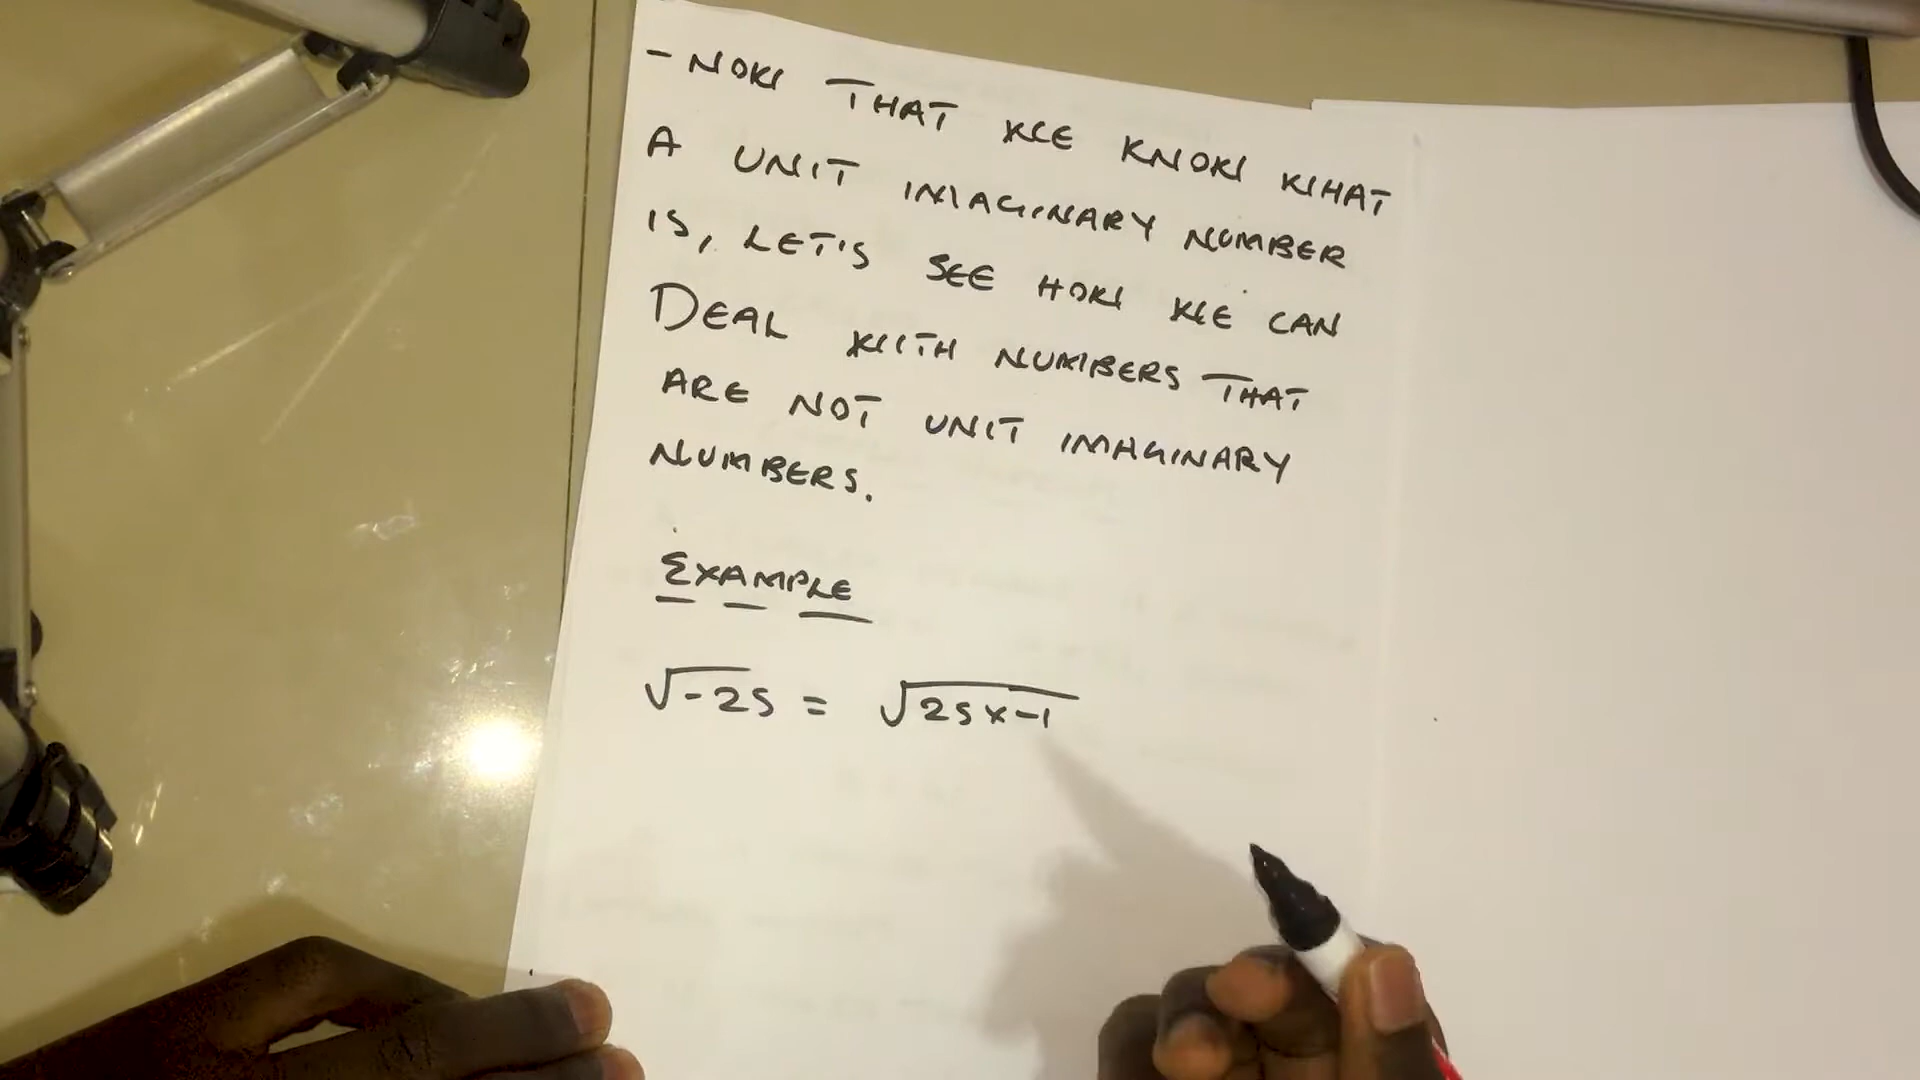 - NOW THAT WE KNOW WHAT
A UNIT IMAGINARY NUMBER
IS, LET'S SEE HOW WE CAN
DEAL WITH NUMBERS THAT
ARE NOT UNIT IMAGINARY
NUMBERS.
EXAMPLE
√-25 = √25x-1